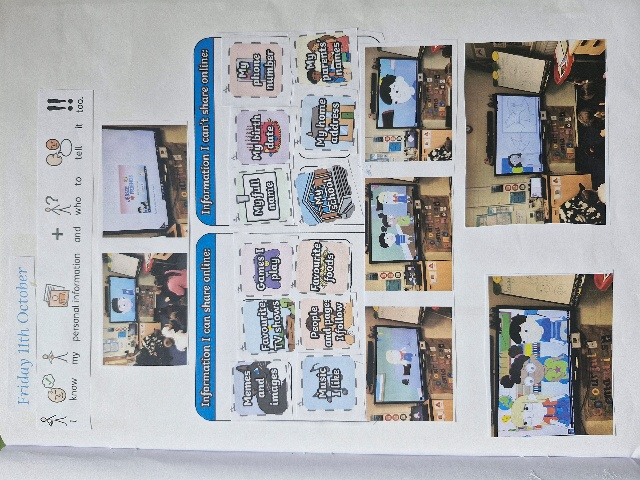 Friday 11th October
I know my personal information and who to tell it too.
Information I can share online:
Memes and images
Favourite TV shows
Games I play
Music I like
People and pages I follow
Favourite foods
Information I can't share online:
My full name
My birth date
My phone number
My school
My home address
My parents' names